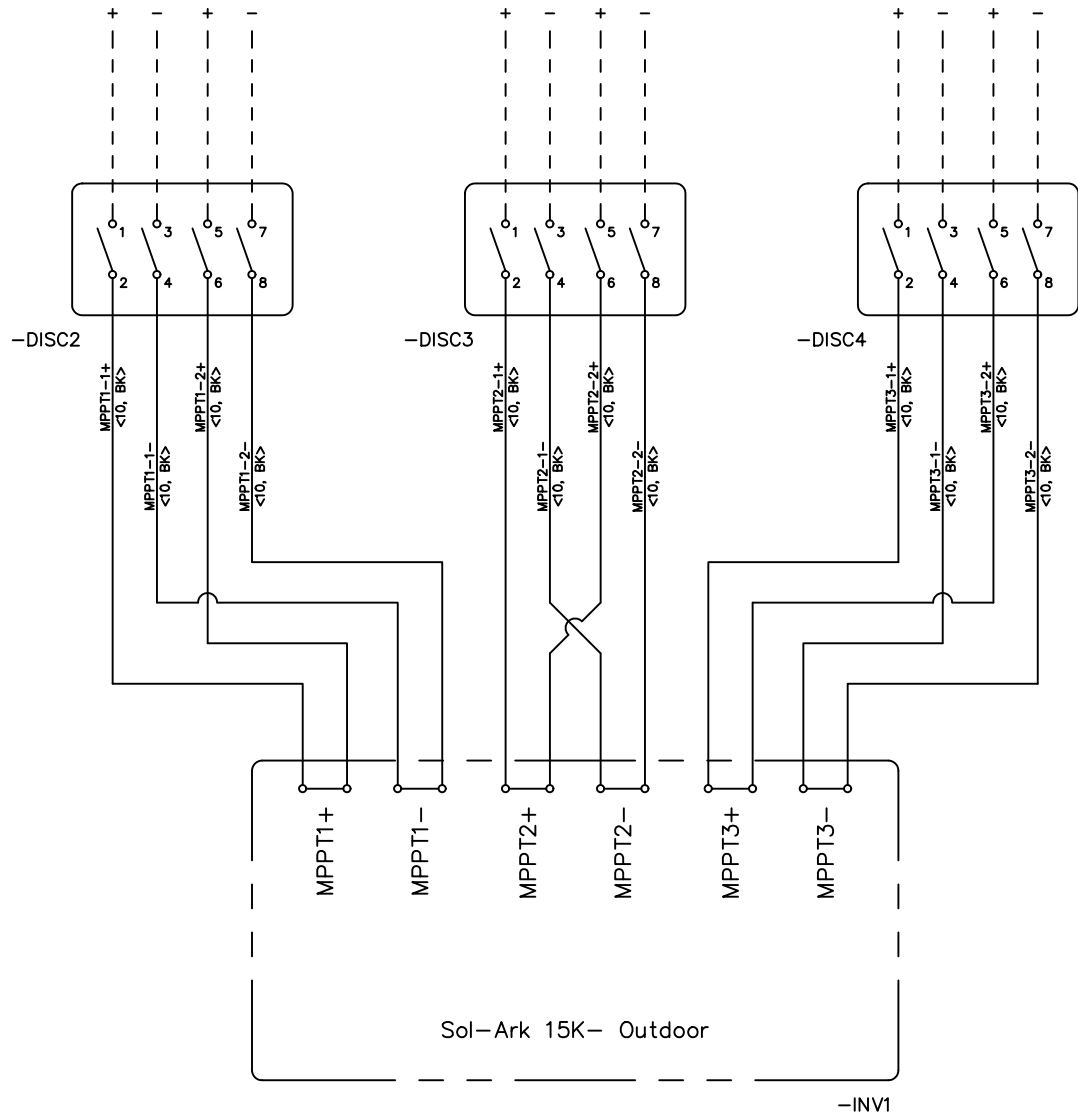 + - + -
+ - + -
+ - + -
1 3 5 7
2 4 6 8
1 3 5 7
2 4 6 8
1 3 5 7
2 4 6 8
-DISC2
-DISC3
-DISC4
MPPT1-1+
<10, BK>
MPPT1-1-
<10, BK>
MPPT1-2+
<10, BK>
MPPT1-2-
<10, BK>
MPPT2-1+
<10, BK>
MPPT2-1-
<10, BK>
MPPT2-2+
<10, BK>
MPPT2-2-
<10, BK>
MPPT3-1+
<10, BK>
MPPT3-1-
<10, BK>
MPPT3-2+
<10, BK>
MPPT3-2-
<10, BK>
MPPT1+
MPPT1-
MPPT2+
MPPT2-
MPPT3+
MPPT3-
Sol-Ark 15K- Outdoor
-INV1